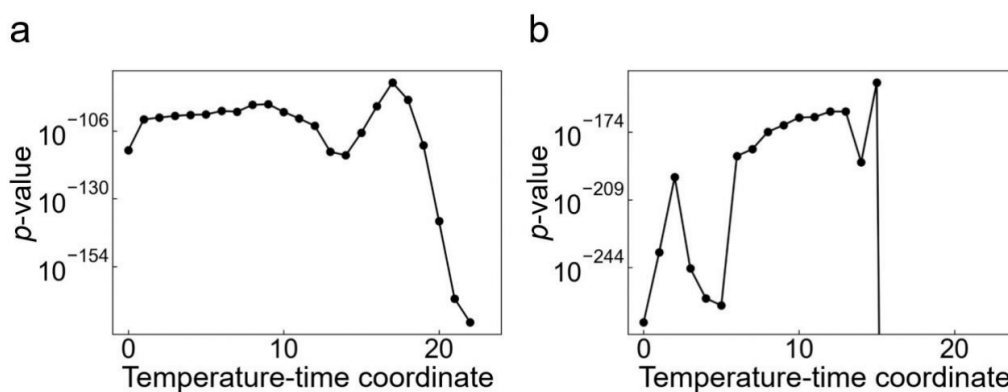 a
b
p-value
10−106
10−130
10−154
0
10
20
Temperature-time coordinate
p-value
10−174
10−209
10−244
0
10
20
Temperature-time coordinate